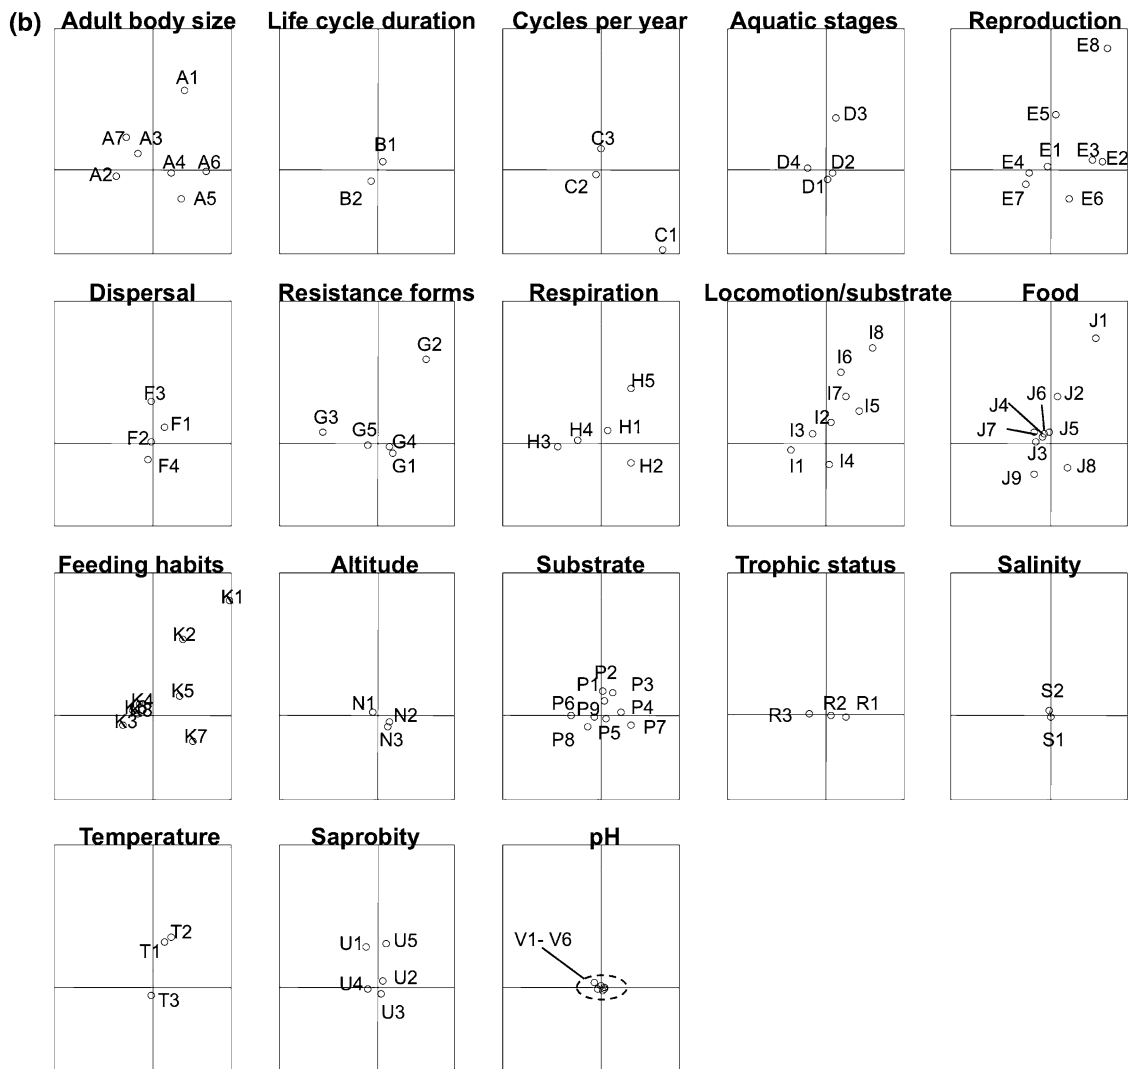 (b) Adult body size Life cycle duration Cycles per year Aquatic stages Reproduction
E8
A1
D3
E5
A7 A3
B1
C3
E1 E3 E2
A4 A6
D4 D2
E4
A2
C2
D1
B2
A5
E7 E6
C1
Dispersal Resistance forms Respiration Locomotion/substrate Food
J1
I8
G2
I6
H5
F3
I7
J6 J2
J4
I5
G3
F1
I2
G5
H1
I3
J7 J5
F2
G4
H3 H4
J3
F4
G1
H2
I1 I4
J9 J8
Feeding habits Altitude Substrate Trophic status Salinity
K1
K2
P2
P1 P3
K5
S2
K4
N1
P6 P9 P4
R3 R2 R1
K8
N2
K3
K7
N3
P8 P5 P7
S1
Temperature Saprobity pH
T2
T1
U1 U5
V1- V6
U4 U2
T3
U3